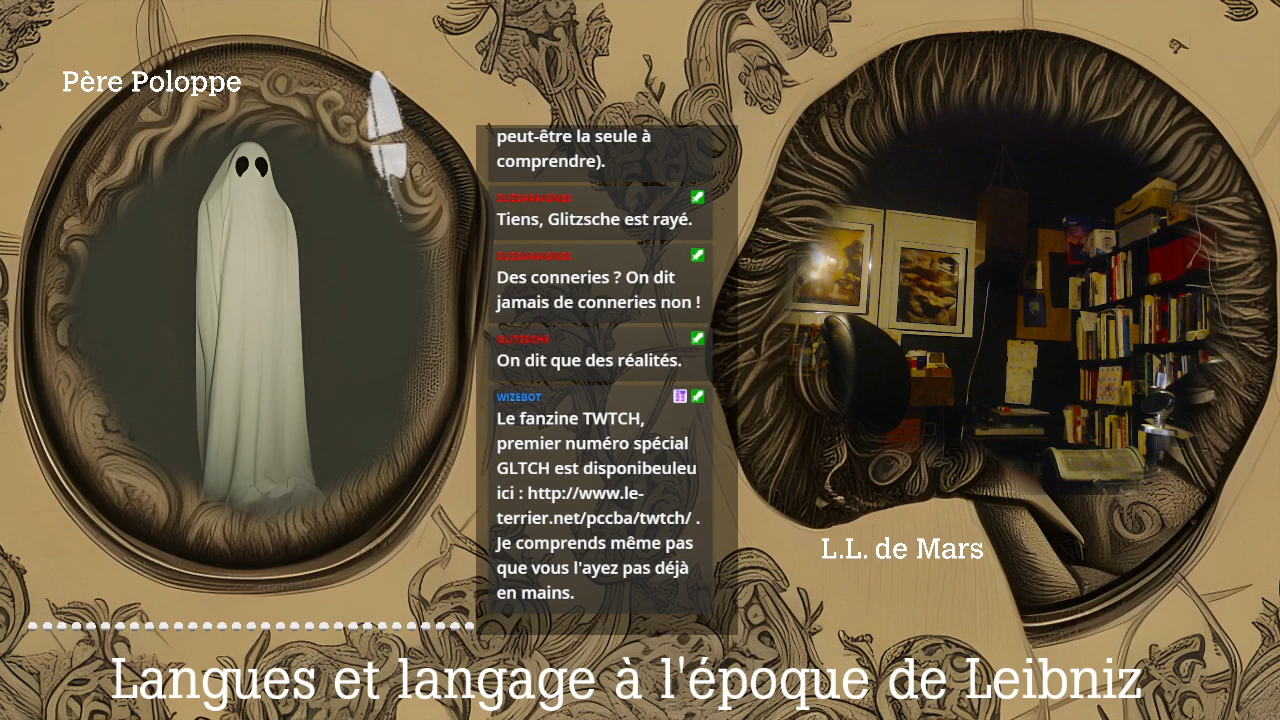 Père Poloppe
peut-être la seule à
comprendre).
Tiens, Glitzsche est rayé.
Des conneries ? On dit
jamais de conneries non !
GLITZSCHE
On dit que des réalités.
WIZEBOT
Le fanzine TWTCH,
premier numéro spécial
GLTCH est disponibeuleu
ici : http://www.le-
terrier.net/pccba/twtch/ .
Je comprends même pas
que vous l'ayez pas déjà
en mains.
L.L. de Mars
Langues et langage à l'époque de Leibniz